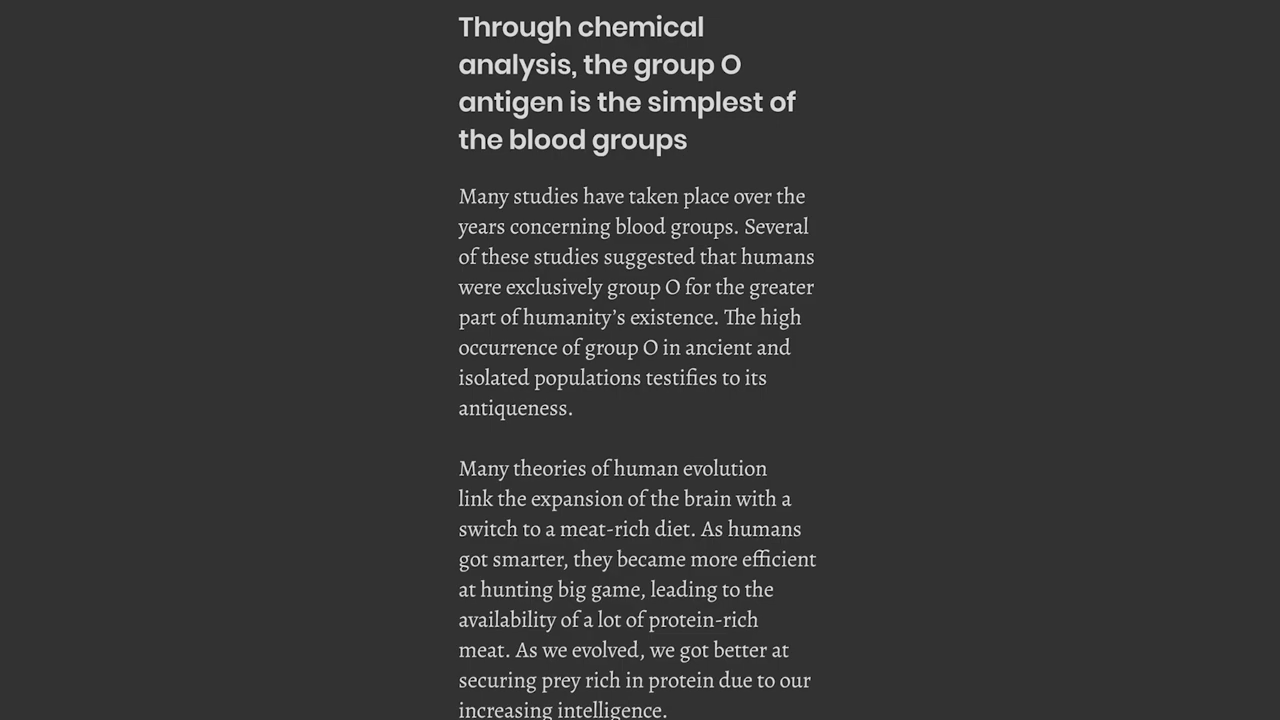 Through chemical
analysis, the group O
antigen is the simplest of
the blood groups
Many studies have taken place over the
years concerning blood groups. Several
of these studies suggested that humans
were exclusively group O for the greater
part of humanity’s existence. The high
occurrence of group O in ancient and
isolated populations testifies to its
antiqueness.
Many theories of human evolution
link the expansion of the brain with a
switch to a meat-rich diet. As humans
got smarter, they became more efficient
at hunting big game, leading to the
availability of a lot of protein-rich
meat. As we evolved, we got better at
securing prey rich in protein due to our
increasing intelligence.